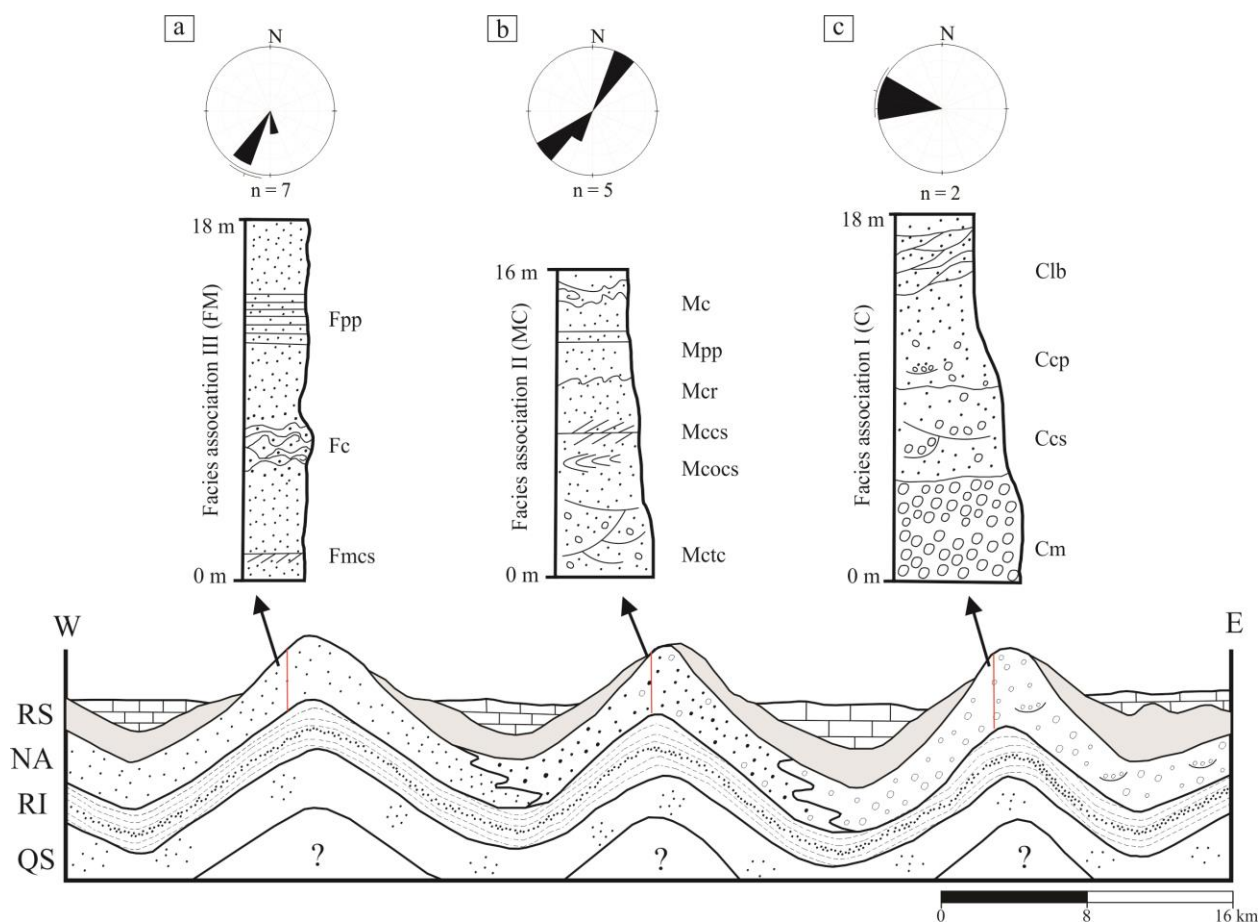 a
b
c
N
N
N
n = 7
n = 5
n = 2
18 m
Facies association III (FM)
Fpp
Fc
Fmcs
0 m
16 m
Facies association II (MC)
Mc
Mpp
Mcr
Mccs
Mcocs
Mctc
0 m
18 m
Facies association I (C)
Clb
Ccp
Ccs
Cm
0 m
W
E
RS
NA
RI
QS
?
?
?
0
8
16 km